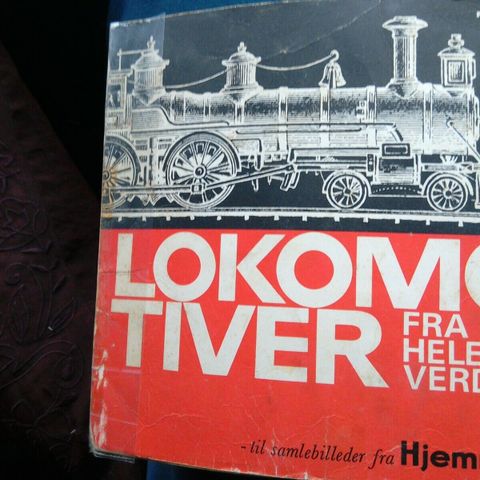 LOKOMO
TIVER
FRA
HELE
VERD
- til samlebilleder fra Hjem